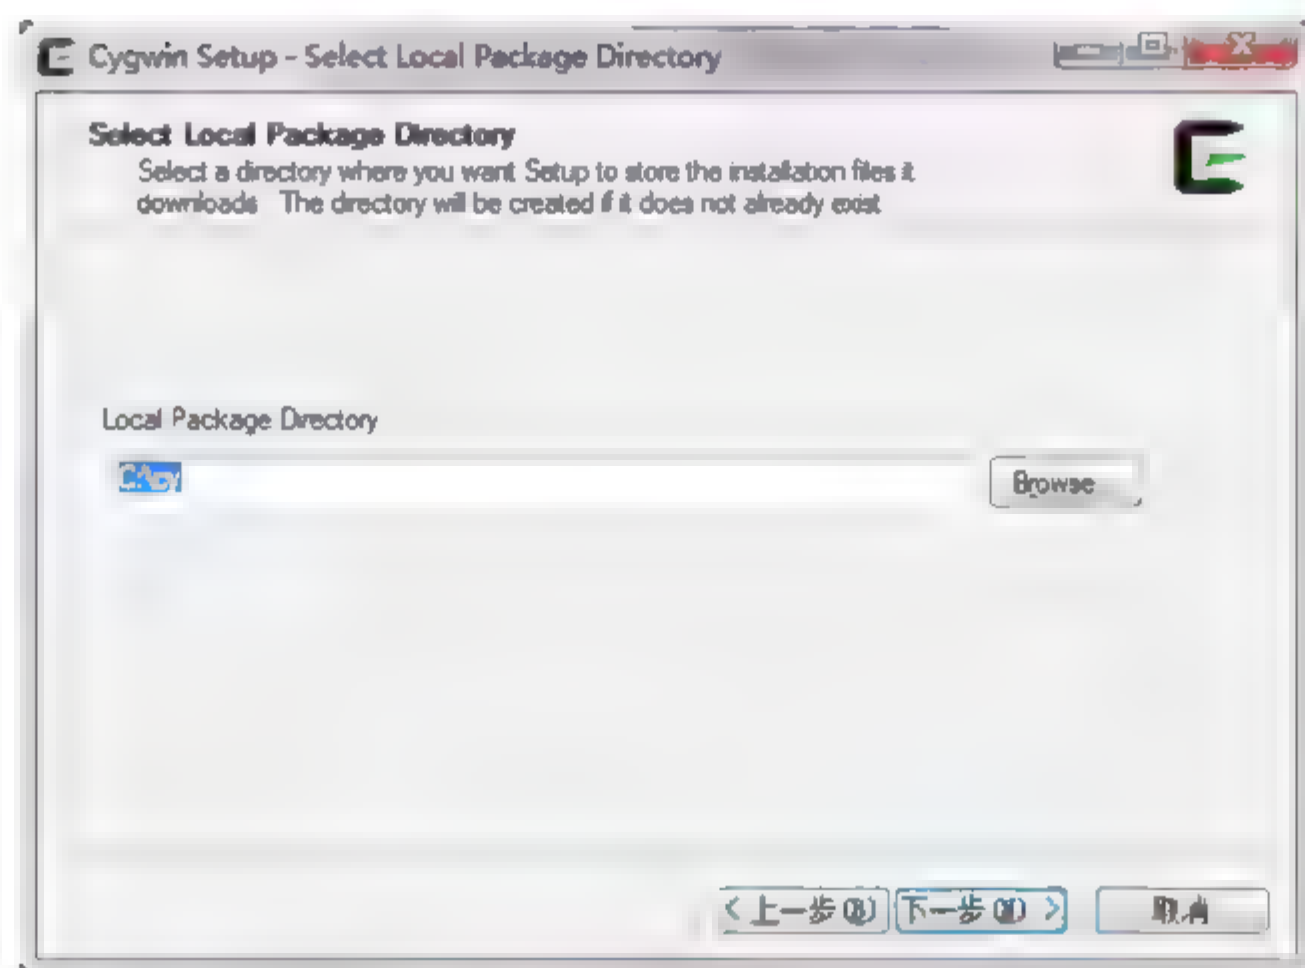 Cygwin Setup - Select Local Package Directory
Select Local Package Directory
Select a directory where you want Setup to store the installation files it
downloads The directory will be created if it does not already exist
Local Package Directory
C:\cy
Browse
< 上一步(B) 下一步(N) > 取消